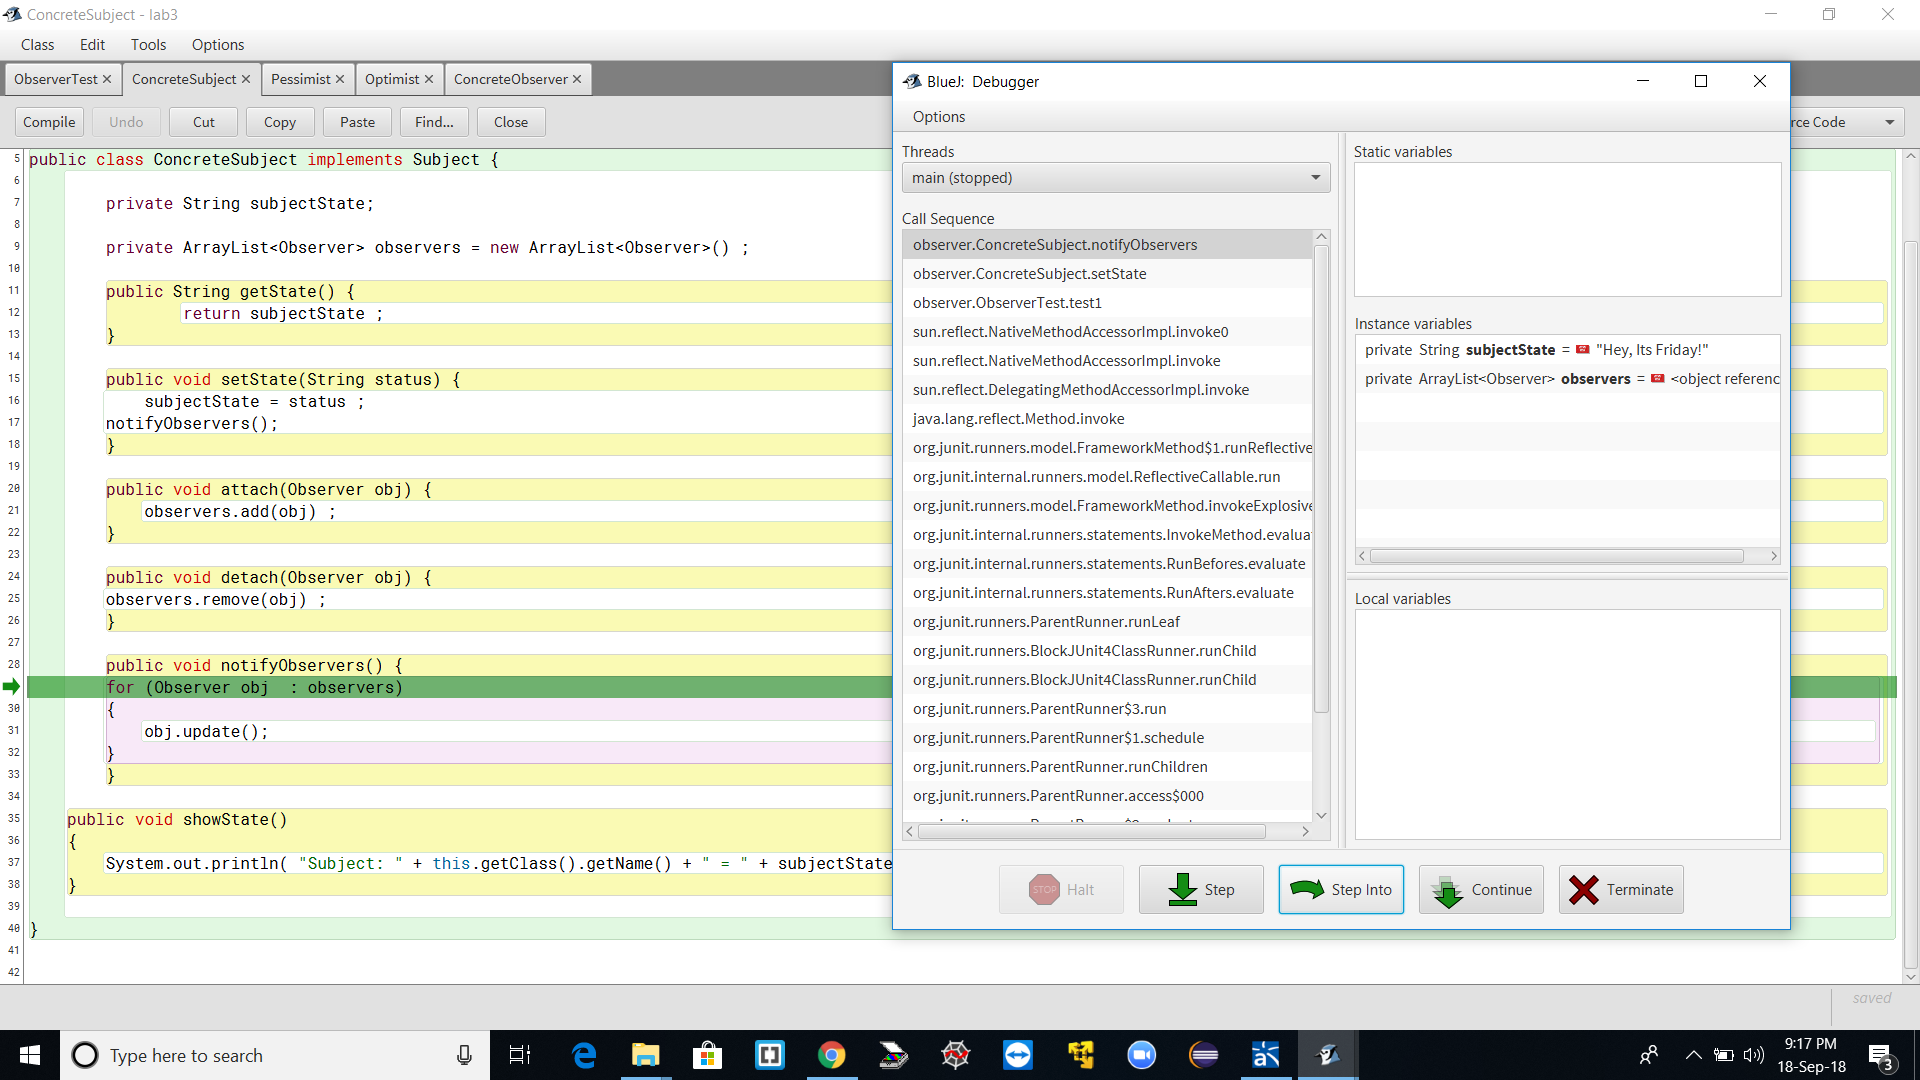 ConcreteSubject - lab3
Class Edit Tools Options
ObserverTest ConcreteSubject Pessimist Optimist ConcreteObserver
Compile Undo Cut Copy Paste Find... Close
rce Code
5 public class ConcreteSubject implements Subject {
6
7 private String subjectState;
8
9 private ArrayList<Observer> observers = new ArrayList<Observer>() ;
10
11 public String getState() {
12 return subjectState ;
13 }
14
15 public void setState(String status) {
16 subjectState = status ;
17 notifyObservers();
18 }
19
20 public void attach(Observer obj) {
21 observers.add(obj) ;
22 }
23
24 public void detach(Observer obj) {
25 observers.remove(obj) ;
26 }
27
28 public void notifyObservers() {
for (Observer obj  : observers)
30 {
31 obj.update();
32 }
33 }
34
35 public void showState()
36 {
37 System.out.println( "Subject: " + this.getClass().getName() + " = " + subjectState
38 }
39
40 }
41
42
saved
BlueJ: Debugger
Options
Threads
main (stopped)
Call Sequence
observer.ConcreteSubject.notifyObservers
observer.ConcreteSubject.setState
observer.ObserverTest.test1
sun.reflect.NativeMethodAccessorImpl.invoke0
sun.reflect.NativeMethodAccessorImpl.invoke
sun.reflect.DelegatingMethodAccessorImpl.invoke
java.lang.reflect.Method.invoke
org.junit.runners.model.FrameworkMethod$1.runReflective
org.junit.internal.runners.model.ReflectiveCallable.run
org.junit.runners.model.FrameworkMethod.invokeExplosive
org.junit.internal.runners.statements.InvokeMethod.evalua
org.junit.internal.runners.statements.RunBefores.evaluate
org.junit.internal.runners.statements.RunAfters.evaluate
org.junit.runners.ParentRunner.runLeaf
org.junit.runners.BlockJUnit4ClassRunner.runChild
org.junit.runners.BlockJUnit4ClassRunner.runChild
org.junit.runners.ParentRunner$3.run
org.junit.runners.ParentRunner$1.schedule
org.junit.runners.ParentRunner.runChildren
org.junit.runners.ParentRunner.access$000
Static variables
Instance variables
private String subjectState = "Hey, Its Friday!"
private ArrayList<Observer> observers = <object referenc
Local variables
STOP Halt Step Step Into Continue Terminate
Type here to search
9:17 PM
18-Sep-18
3